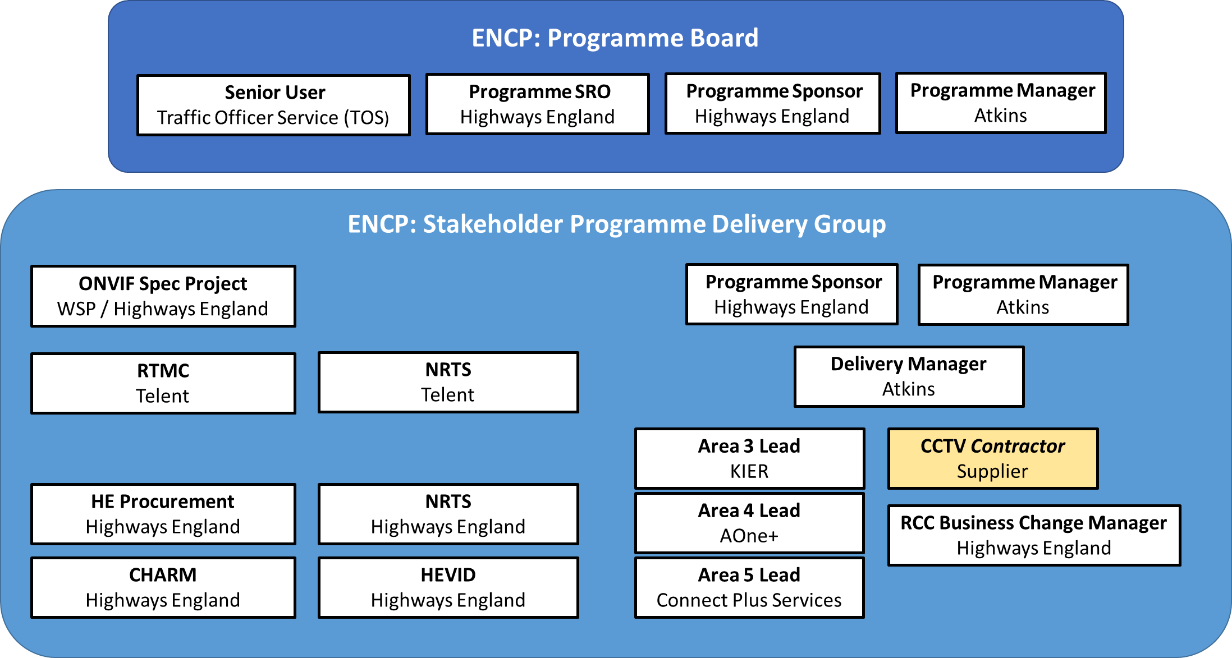 ENCP: Programme Board
Senior User
Traffic Officer Service (TOS)
Programme SRO
Highways England
Programme Sponsor
Highways England
Programme Manager
Atkins
ENCP: Stakeholder Programme Delivery Group
ONVIF Spec Project
WSP / Highways England
RTMC
Telent
NRTS
Telent
HE Procurement
Highways England
NRTS
Highways England
CHARM
Highways England
HEVID
Highways England
Programme Sponsor
Highways England
Programme Manager
Atkins
Delivery Manager
Atkins
Area 3 Lead
KIER
Area 4 Lead
AOne+
Area 5 Lead
Connect Plus Services
CCTV Contractor
Supplier
RCC Business Change Manager
Highways England